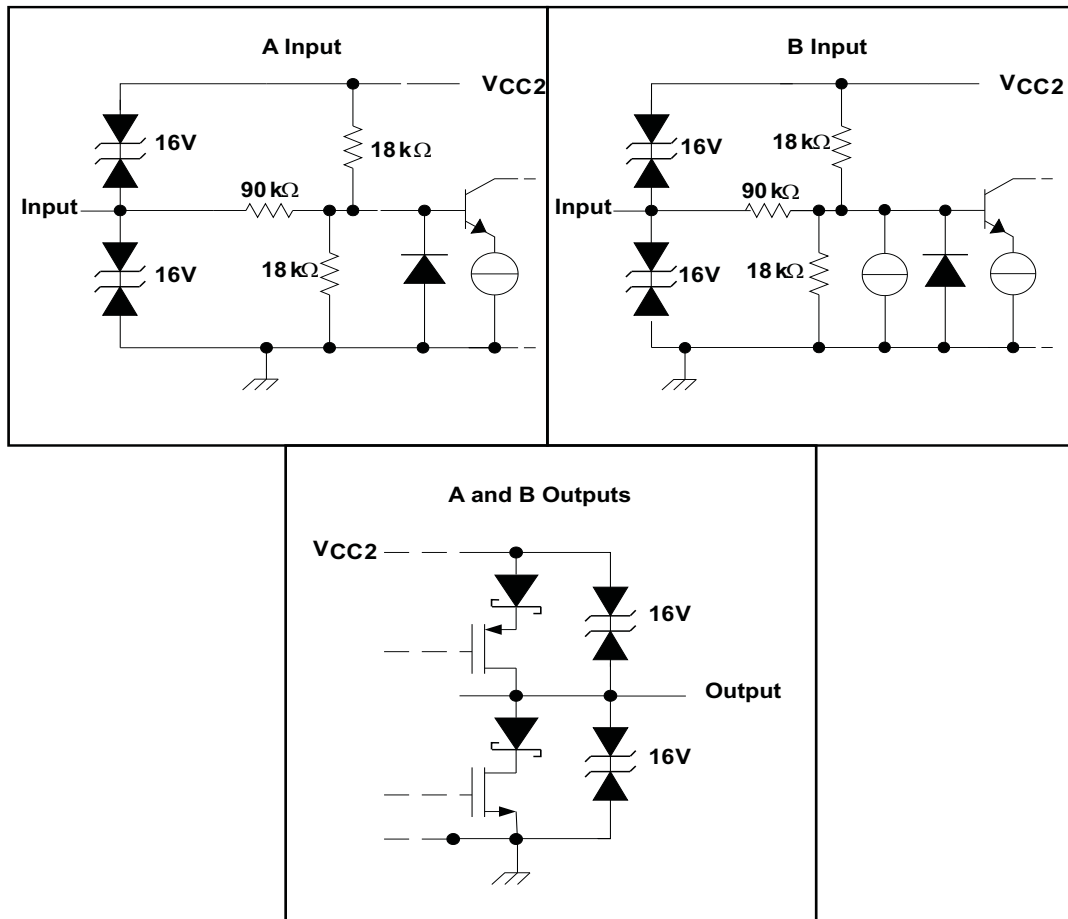 A Input
VCC2
16V
18 kΩ
90 kΩ
Input
16V
18 kΩ
B Input
VCC2
16V
18 kΩ
90 kΩ
Input
16V
18 kΩ
A and B Outputs
VCC2
16V
Output
16V